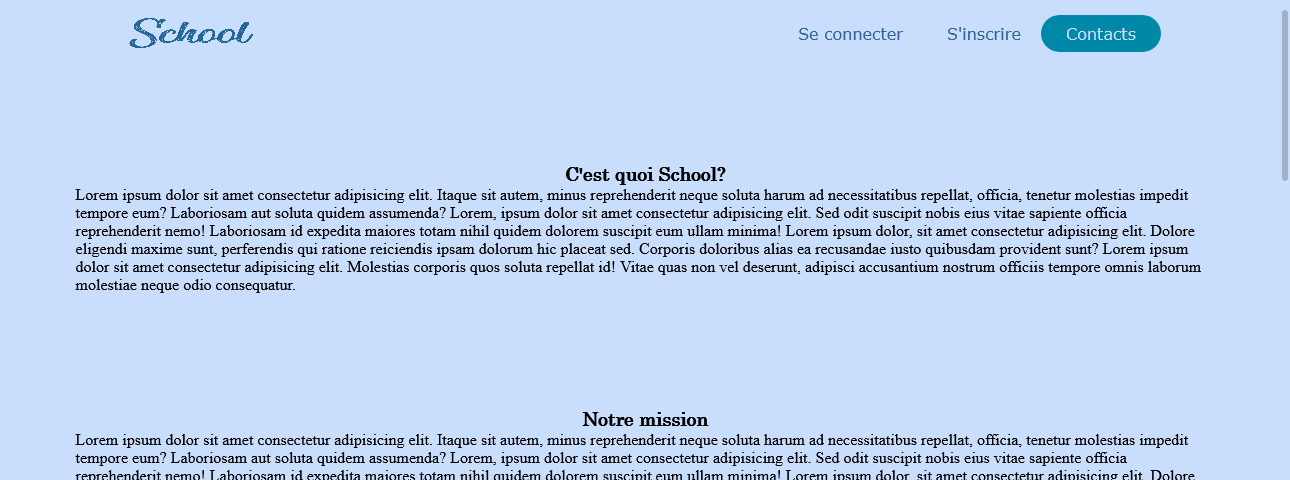 School
Se connecter S'inscrire Contacts
C'est quoi School?
Lorem ipsum dolor sit amet consectetur adipisicing elit. Itaque sit autem, minus reprehenderit neque soluta harum ad necessitatibus repellat, officia, tenetur molestias impedit
tempore eum? Laboriosam aut soluta quidem assumenda? Lorem, ipsum dolor sit amet consectetur adipisicing elit. Sed odit suscipit nobis eius vitae sapiente officia
reprehenderit nemo! Laboriosam id expedita maiores totam nihil quidem dolorem suscipit eum ullam minima! Lorem ipsum dolor, sit amet consectetur adipisicing elit. Dolore
eligendi maxime sunt, perferendis qui ratione reiciendis ipsam dolorum hic placeat sed. Corporis doloribus alias ea recusandae iusto quibusdam provident sunt? Lorem ipsum
dolor sit amet consectetur adipisicing elit. Molestias corporis quos soluta repellat id! Vitae quas non vel deserunt, adipisci accusantium nostrum officiis tempore omnis laborum
molestiae neque odio consequatur.
Notre mission
Lorem ipsum dolor sit amet consectetur adipisicing elit. Itaque sit autem, minus reprehenderit neque soluta harum ad necessitatibus repellat, officia, tenetur molestias impedit
tempore eum? Laboriosam aut soluta quidem assumenda? Lorem, ipsum dolor sit amet consectetur adipisicing elit. Sed odit suscipit nobis eius vitae sapiente officia
reprehenderit nemo! Laboriosam id expedita maiores totam nihil quidem dolorem suscipit eum ullam minima! Lorem ipsum dolor, sit amet consectetur adipisicing elit. Dolore